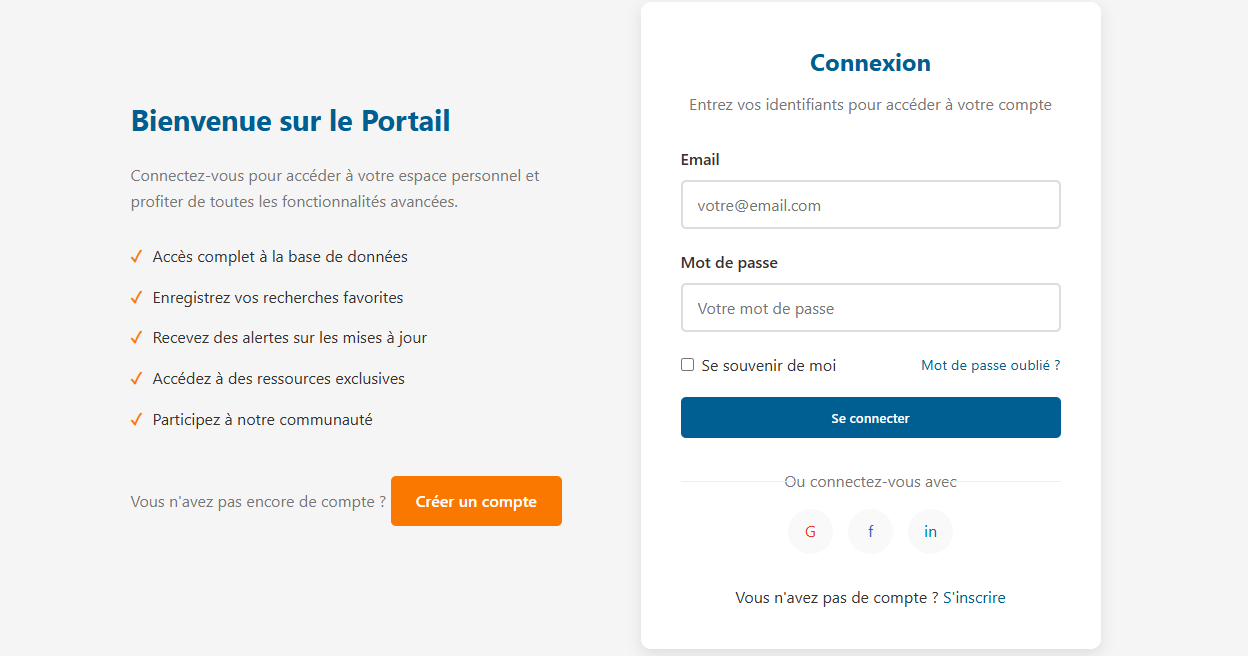 Bienvenue sur le Portail
Connectez-vous pour accéder à votre espace personnel et
profiter de toutes les fonctionnalités avancées.
✓ Accès complet à la base de données
✓ Enregistrez vos recherches favorites
✓ Recevez des alertes sur les mises à jour
✓ Accédez à des ressources exclusives
✓ Participez à notre communauté
Vous n'avez pas encore de compte ? Créer un compte
Connexion
Entrez vos identifiants pour accéder à votre compte
Email
votre@email.com
Mot de passe
Votre mot de passe
Se souvenir de moi Mot de passe oublié ?
Se connecter
Ou connectez-vous avec
G f in
Vous n'avez pas de compte ? S'inscrire